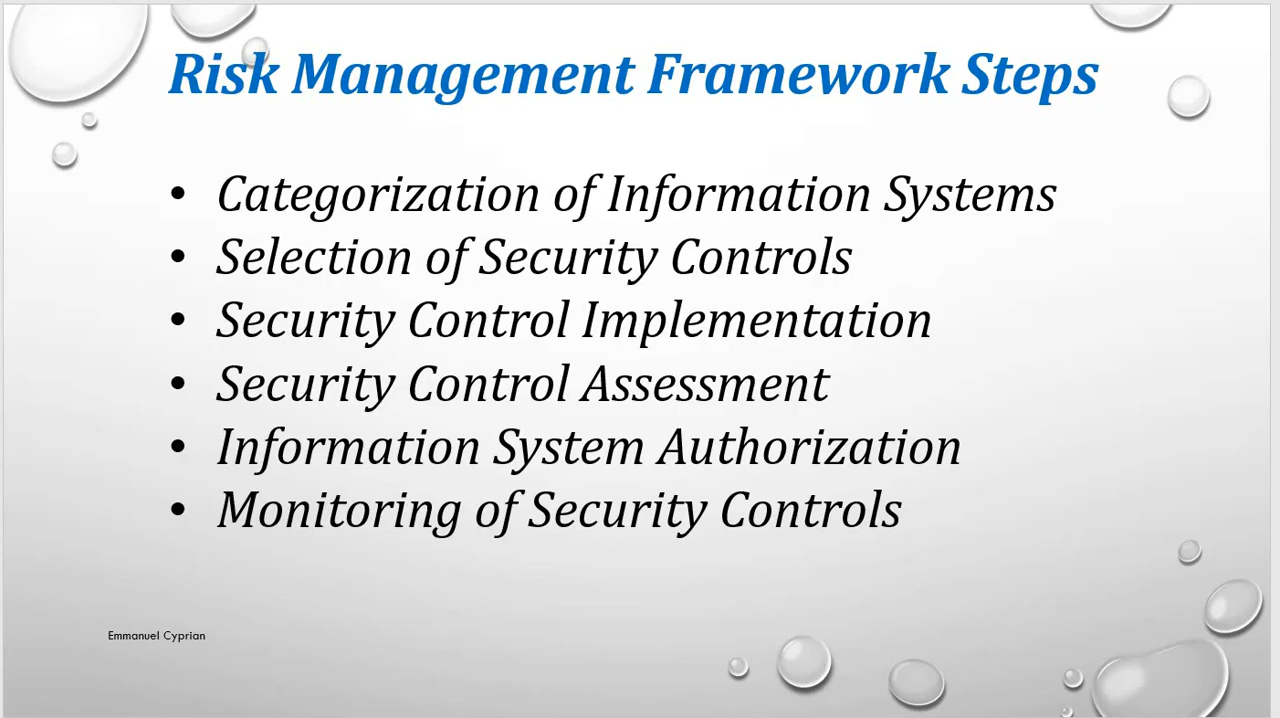 Risk Management Framework Steps
• Categorization of Information Systems
• Selection of Security Controls
• Security Control Implementation
• Security Control Assessment
• Information System Authorization
• Monitoring of Security Controls
Emmanuel Cyprian